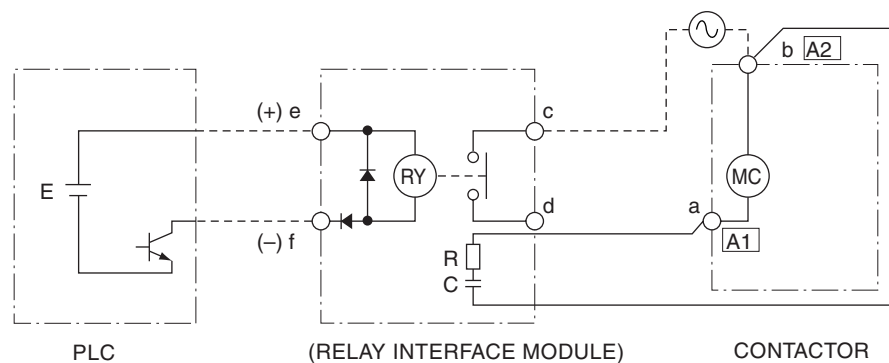 b A2
(+) e
c
E
RY
MC
d
a
(–) f
A1
R
C
PLC
(RELAY INTERFACE MODULE)
CONTACTOR